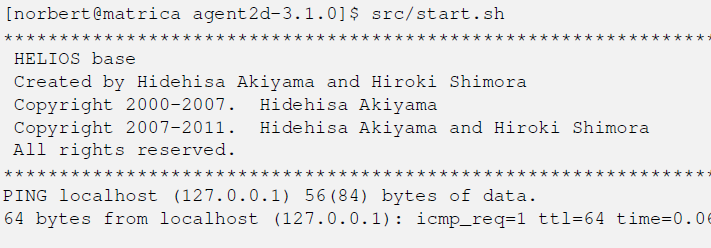 [norbert@matrica agent2d-3.1.0]$ src/start.sh
***************************************************************
HELIOS base
Created by Hidehisa Akiyama and Hiroki Shimora
Copyright 2000-2007.  Hidehisa Akiyama
Copyright 2007-2011.  Hidehisa Akiyama and Hiroki Shimora
All rights reserved.
***************************************************************
PING localhost (127.0.0.1) 56(84) bytes of data.
64 bytes from localhost (127.0.0.1): icmp_req=1 ttl=64 time=0.06